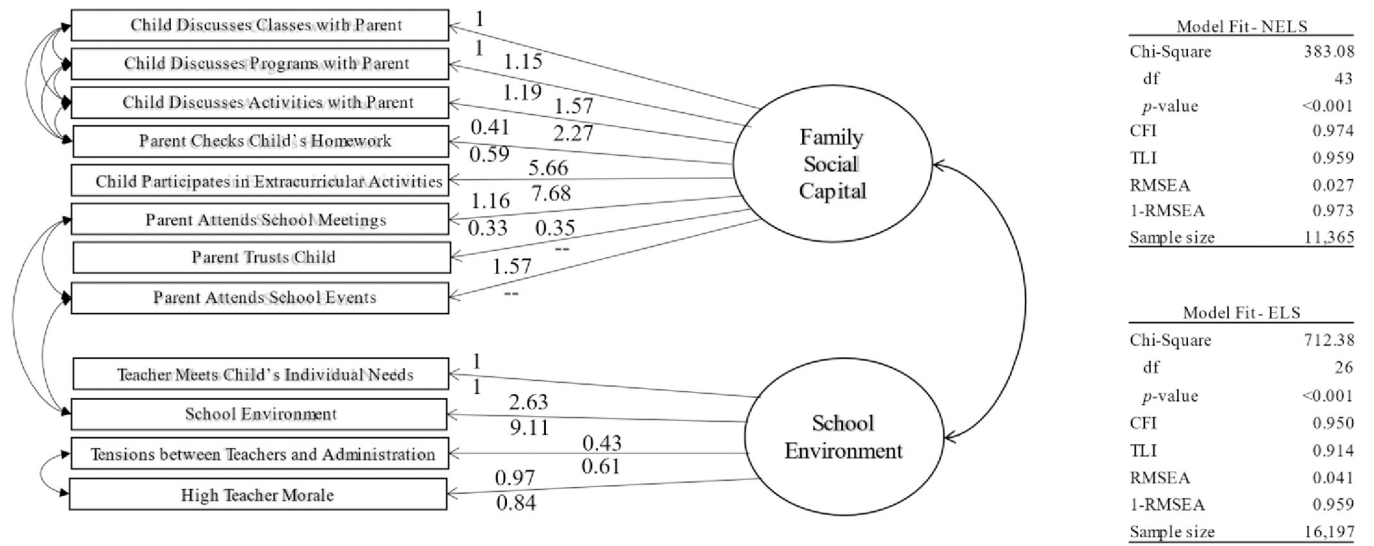 Child Discusses Classes with Parent
1
1
Child Discusses Programs with Parent
1.15
1.19
Child Discusses Activities with Parent
1.57
2.27
Parent Checks Child's Homework
0.41
0.59
Child Participates in Extracurricular Activities
5.66
7.68
Parent Attends School Meetings
1.16
0.33
Parent Trusts Child
0.35
--
Parent Attends School Events
1.57
--
Family
Social
Capital
Teacher Meets Child's Individual Needs
1
1
School Environment
2.63
9.11
Tensions between Teachers and Administration
0.43
0.61
High Teacher Morale
0.97
0.84
School
Environment
Model Fit- NELS
Chi-Square 383.08
df 43
p-value <0.001
CFI 0.974
TLI 0.959
RMSEA 0.027
1-RMSEA 0.973
Sample size 11,365
Model Fit- ELS
Chi-Square 712.38
df 26
p-value <0.001
CFI 0.950
TLI 0.914
RMSEA 0.041
1-RMSEA 0.959
Sample size 16,197